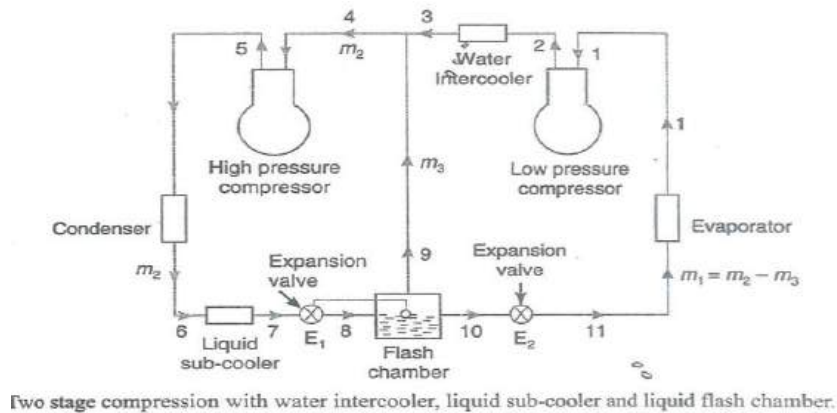 4
3
5
m2
2
1
Water
Intercooler
High pressure
compressor
m3
Low pressure
compressor
1
Condenser
Evaporator
m2
Expansion
valve
9
Expansion
valve
m1 = m2 – m3
6
7
E1
8
10
E2
11
Liquid
sub-cooler
Flash
chamber
Two stage compression with water intercooler, liquid sub-cooler and liquid flash chamber.